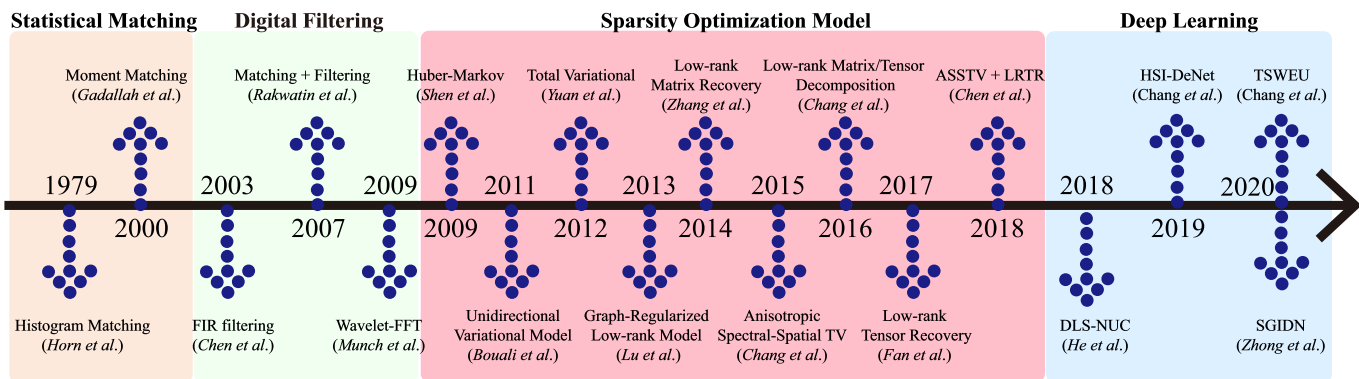 Statistical Matching
Digital Filtering
Sparsity Optimization Model
Deep Learning
Moment Matching
(Gadallah et al.)
Matching + Filtering
(Rakwatin et al.)
Huber-Markov
(Shen et al.)
Total Variational
(Yuan et al.)
Low-rank
Matrix Recovery
(Zhang et al.)
Low-rank Matrix/Tensor
Decomposition
(Chang et al.)
ASSTV + LRTR
(Chen et al.)
HSI-DeNet
(Chang et al.)
TSWEU
(Chang et al.)
1979
2003
2009
2011
2013
2015
2017
2018
2020
2000
2007
2009
2012
2014
2016
2018
2019
Histogram Matching
(Horn et al.)
FIR filtering
(Chen et al.)
Wavelet-FFT
(Munch et al.)
Unidirectional
Variational Model
(Bouali et al.)
Graph-Regularized
Low-rank Model
(Lu et al.)
Anisotropic
Spectral-Spatial TV
(Chang et al.)
Low-rank
Tensor Recovery
(Fan et al.)
DLS-NUC
(He et al.)
SGIDN
(Zhong et al.)